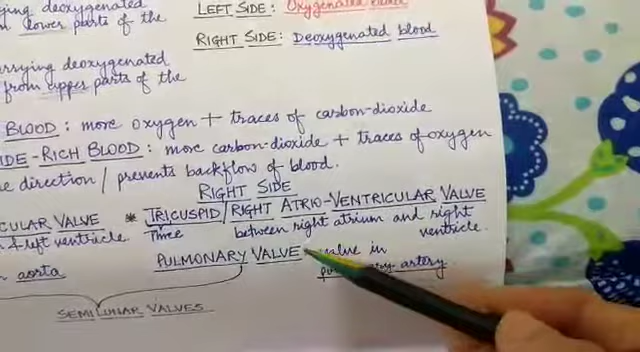 ying deoxygenated
lower parts of the
LEFT SIDE: Oxygenated
RIGHT SIDE: Deoxygenated blood
rrying deoxygenated
from upper parts of the
BLOOD: more oxygen + traces of carbon-dioxide
IDE-RICH BLOOD: more carbon-dioxide + traces of oxygen
e direction / prevents backflow of blood.
RIGHT SIDE
CULAR VALVE * TRICUSPID/RIGHT ATRIO-VENTRICULAR VALVE
left ventricle. Three between right atrium and right
ventricle.
PULMONARY VALVE valve in
aorta artery.
SEMILUNAR VALVES